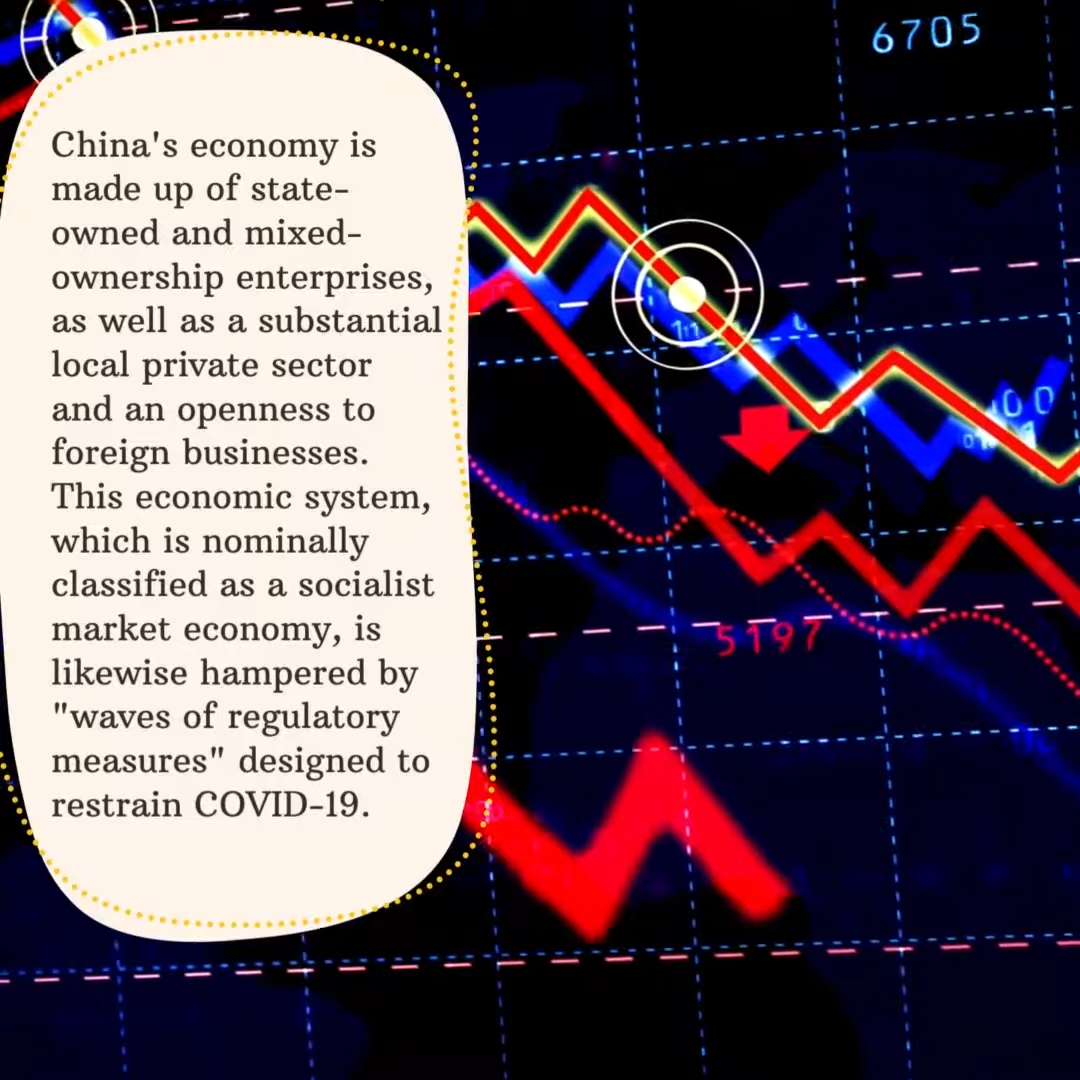 6705
China's economy is
made up of state-
owned and mixed-
ownership enterprises,
as well as a substantial
local private sector
and an openness to
foreign businesses.
This economic system,
which is nominally
classified as a socialist
market economy, is
likewise hampered by
"waves of regulatory
measures" designed to
restrain COVID-19.
5197